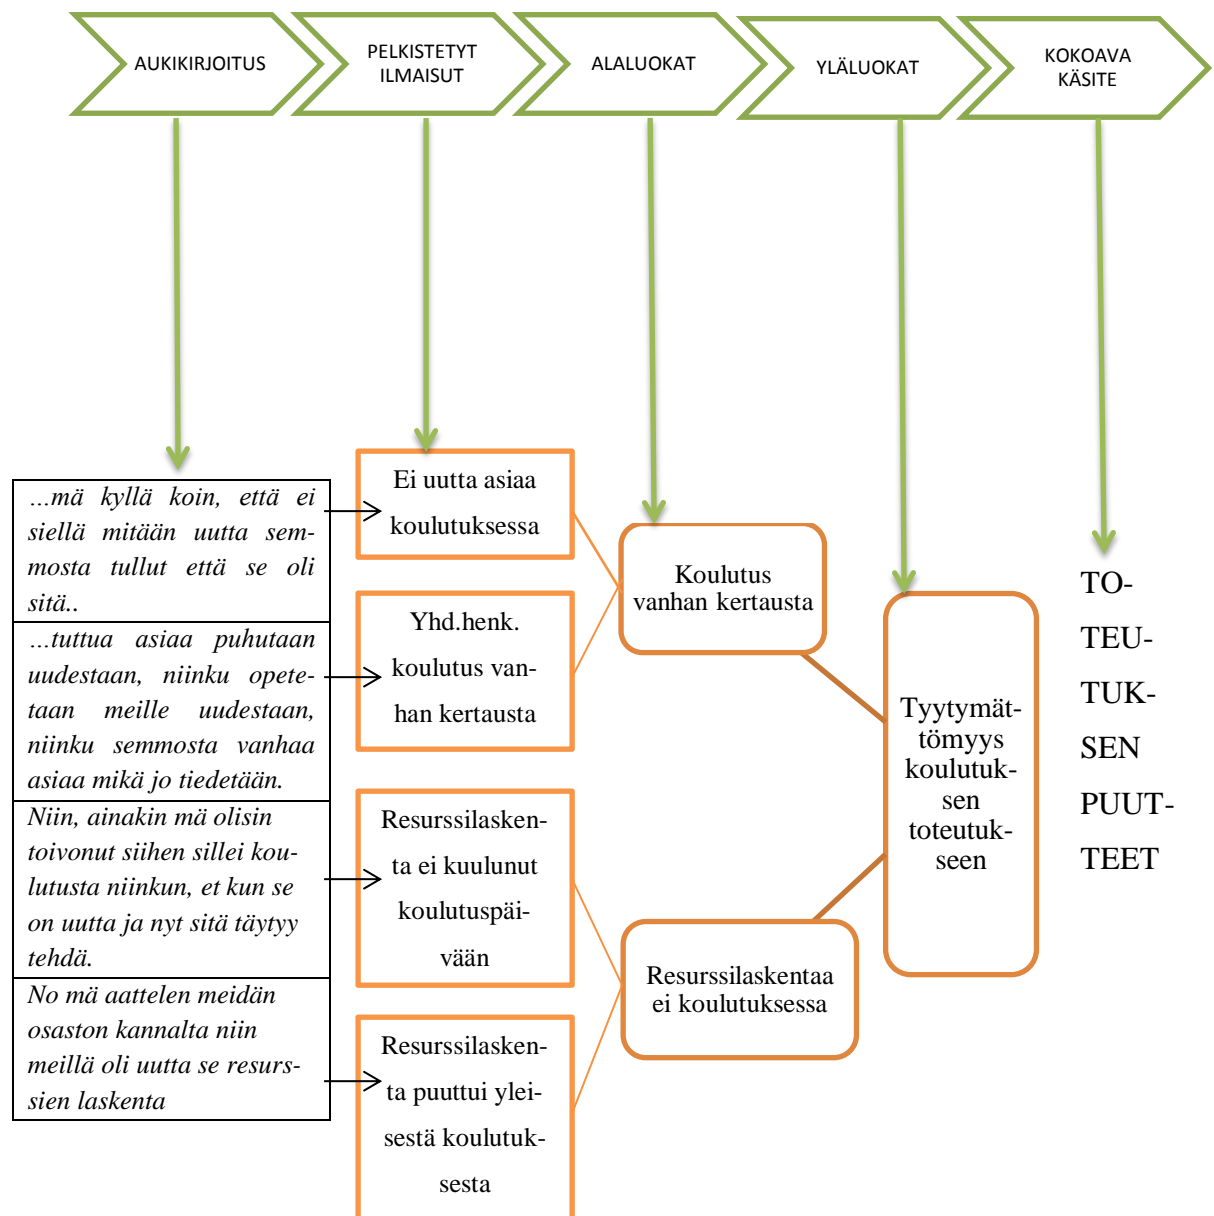 AUKIKIRJOITUS
PELKISTETYT
ILMAISUT
ALALUOKAT
YLÄLUOKAT
KOKOAVA
KÄSITE
…mä kyllä koin, että ei
siellä mitään uutta sem-
mosta tullut että se oli
sitä..
…tuttua asiaa puhutaan
uudestaan, niinku opete-
taan meille uudestaan,
niinku semmosta vanhaa
asiaa mikä jo tiedetään.
Niin, ainakin mä olisin
toivonut siihen sillei kou-
lutusta niinkun, et kun se
on uutta ja nyt sitä täytyy
tehdä.
No mä aattelen meidän
osaston kannalta niin
meillä oli uutta se resurs-
sien laskenta
Ei uutta asiaa
koulutuksessa
Yhd.henk.
koulutus van-
han kertausta
Resurssilasken-
ta ei kuulunut
koulutuspäi-
vään
Resurssilasken-
ta puuttui ylei-
sestä koulutuk-
sesta
Koulutus
vanhan kertausta
Resurssilaskentaa
ei koulutuksessa
Tyytymät-
tömyys
koulutuk-
sen
toteutuk-
seen
TO-
TEU-
TUK-
SEN
PUUT-
TEET